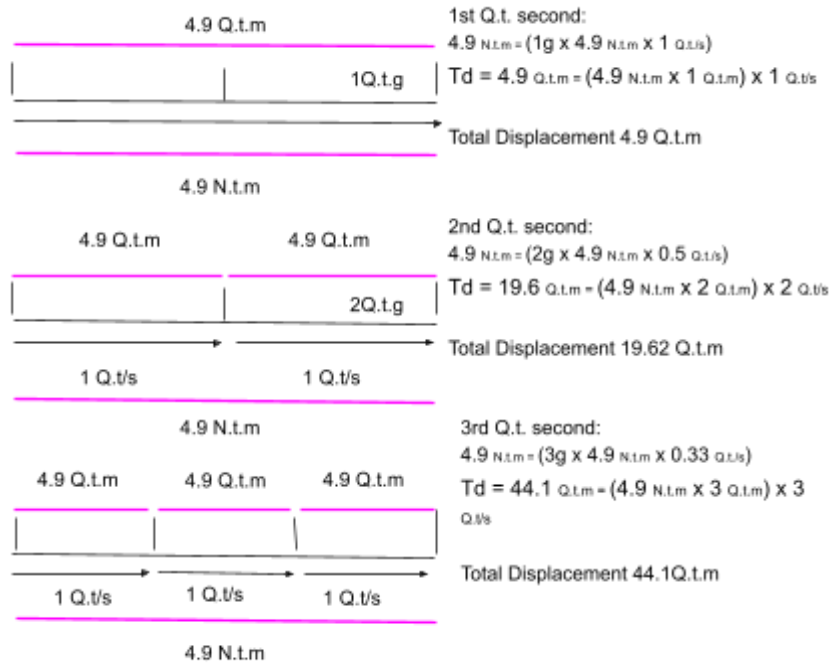 4.9 Q.t.m
1Q.t.g
4.9 N.t.m
1st Q.t. second:
4.9 N.t.m = (1g x 4.9 N.t.m x 1 Q.t/s)
Td = 4.9 Q.t.m = (4.9 N.t.m x 1 Q.t.m) x 1 Q.t/s
Total Displacement 4.9 Q.t.m
4.9 Q.t.m 4.9 Q.t.m
2Q.t.g
1 Q.t/s 1 Q.t/s
4.9 N.t.m
2nd Q.t. second:
4.9 N.t.m = (2g x 4.9 N.t.m x 0.5 Q.t/s)
Td = 19.6 Q.t.m = (4.9 N.t.m x 2 Q.t.m) x 2 Q.t/s
Total Displacement 19.62 Q.t.m
4.9 Q.t.m 4.9 Q.t.m 4.9 Q.t.m
1 Q.t/s 1 Q.t/s 1 Q.t/s
4.9 N.t.m
3rd Q.t. second:
4.9 N.t.m = (3g x 4.9 N.t.m x 0.33 Q.t/s)
Td = 44.1 Q.t.m = (4.9 N.t.m x 3 Q.t.m) x 3
Q.t/s
Total Displacement 44.1Q.t.m